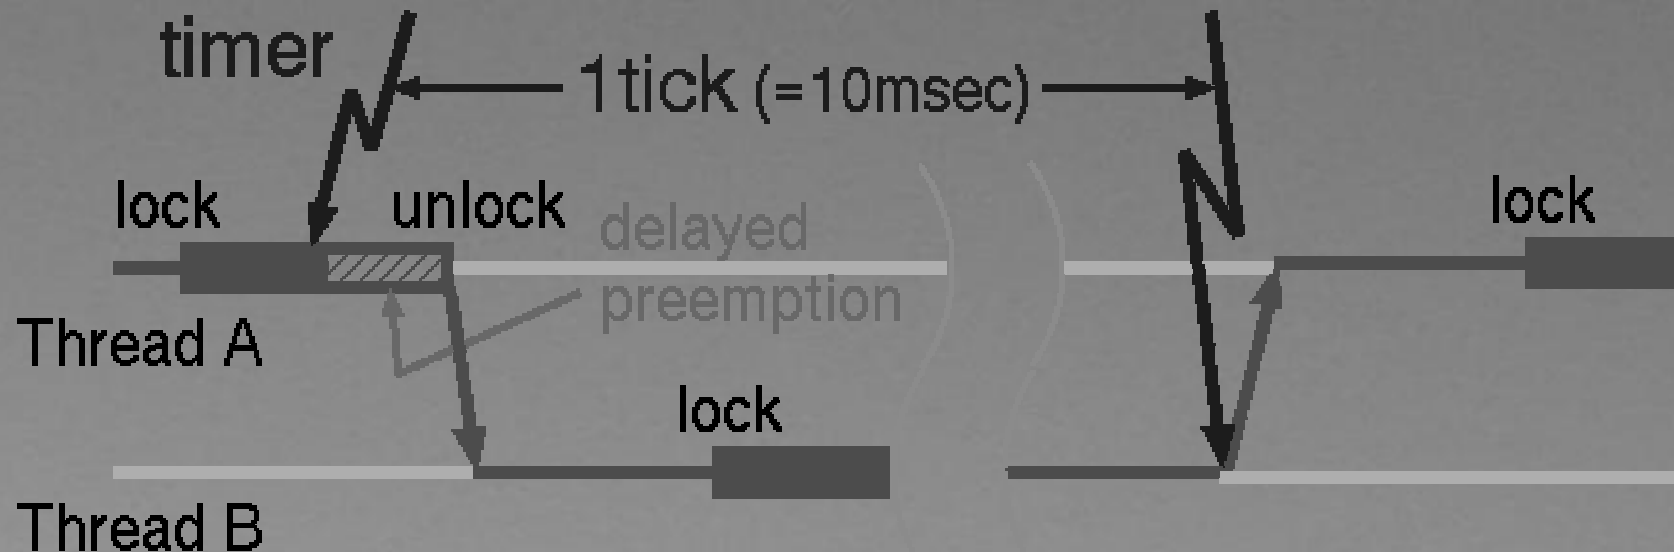 timer
1tick (=10msec)
lock
unlock
delayed
preemption
lock
Thread A
lock
Thread B